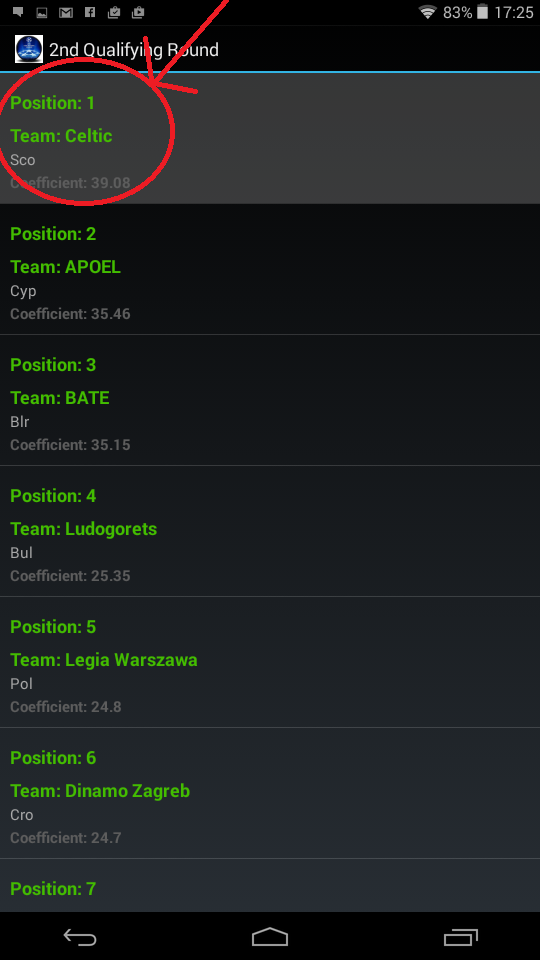 83% 17:25
2nd Qualifying Round
Position: 1
Team: Celtic
Sco
Coefficient: 39.08
Position: 2
Team: APOEL
Cyp
Coefficient: 35.46
Position: 3
Team: BATE
Blr
Coefficient: 35.15
Position: 4
Team: Ludogorets
Bul
Coefficient: 25.35
Position: 5
Team: Legia Warszawa
Pol
Coefficient: 24.8
Position: 6
Team: Dinamo Zagreb
Cro
Coefficient: 24.7
Position: 7